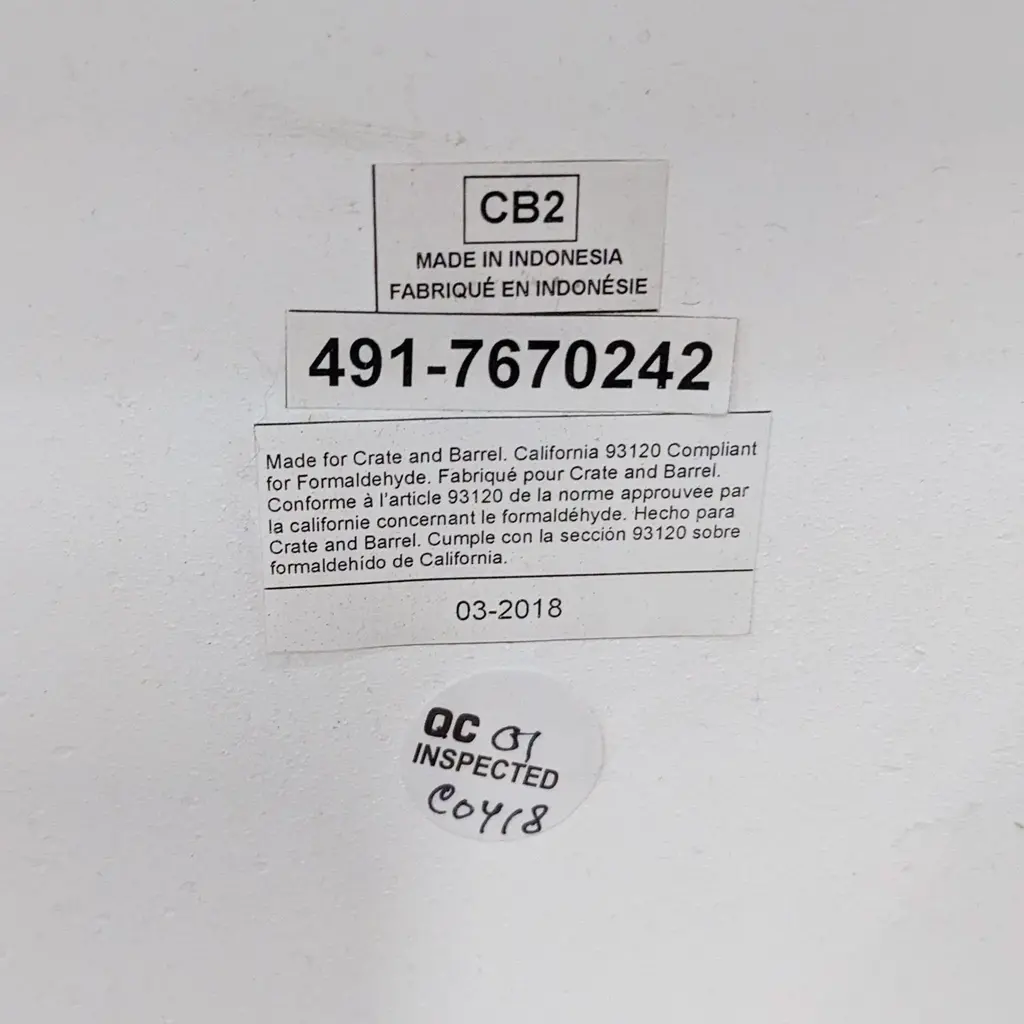 CB2
MADE IN INDONESIA
FABRIQUÉ EN INDONÉSIE
491-7670242
Made for Crate and Barrel. California 93120 Compliant
for Formaldehyde. Fabriqué pour Crate and Barrel.
Conforme à l'article 93120 de la norme approuvée par
la californie concernant le formaldéhyde. Hecho para
Crate and Barrel. Cumple con la sección 93120 sobre
formaldehído de California.
03-2018
QC
INSPECTED
C0418